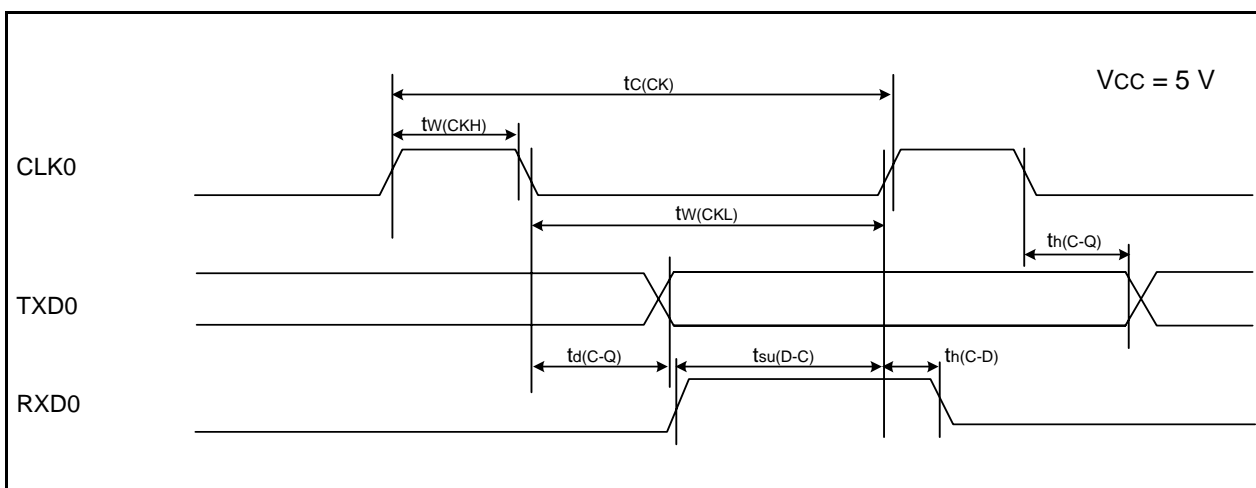 VCC = 5 V
tC(CK)
tW(CKH)
CLK0
tW(CKL)
th(C-Q)
TXD0
td(C-Q)
tsu(D-C)
th(C-D)
RXD0